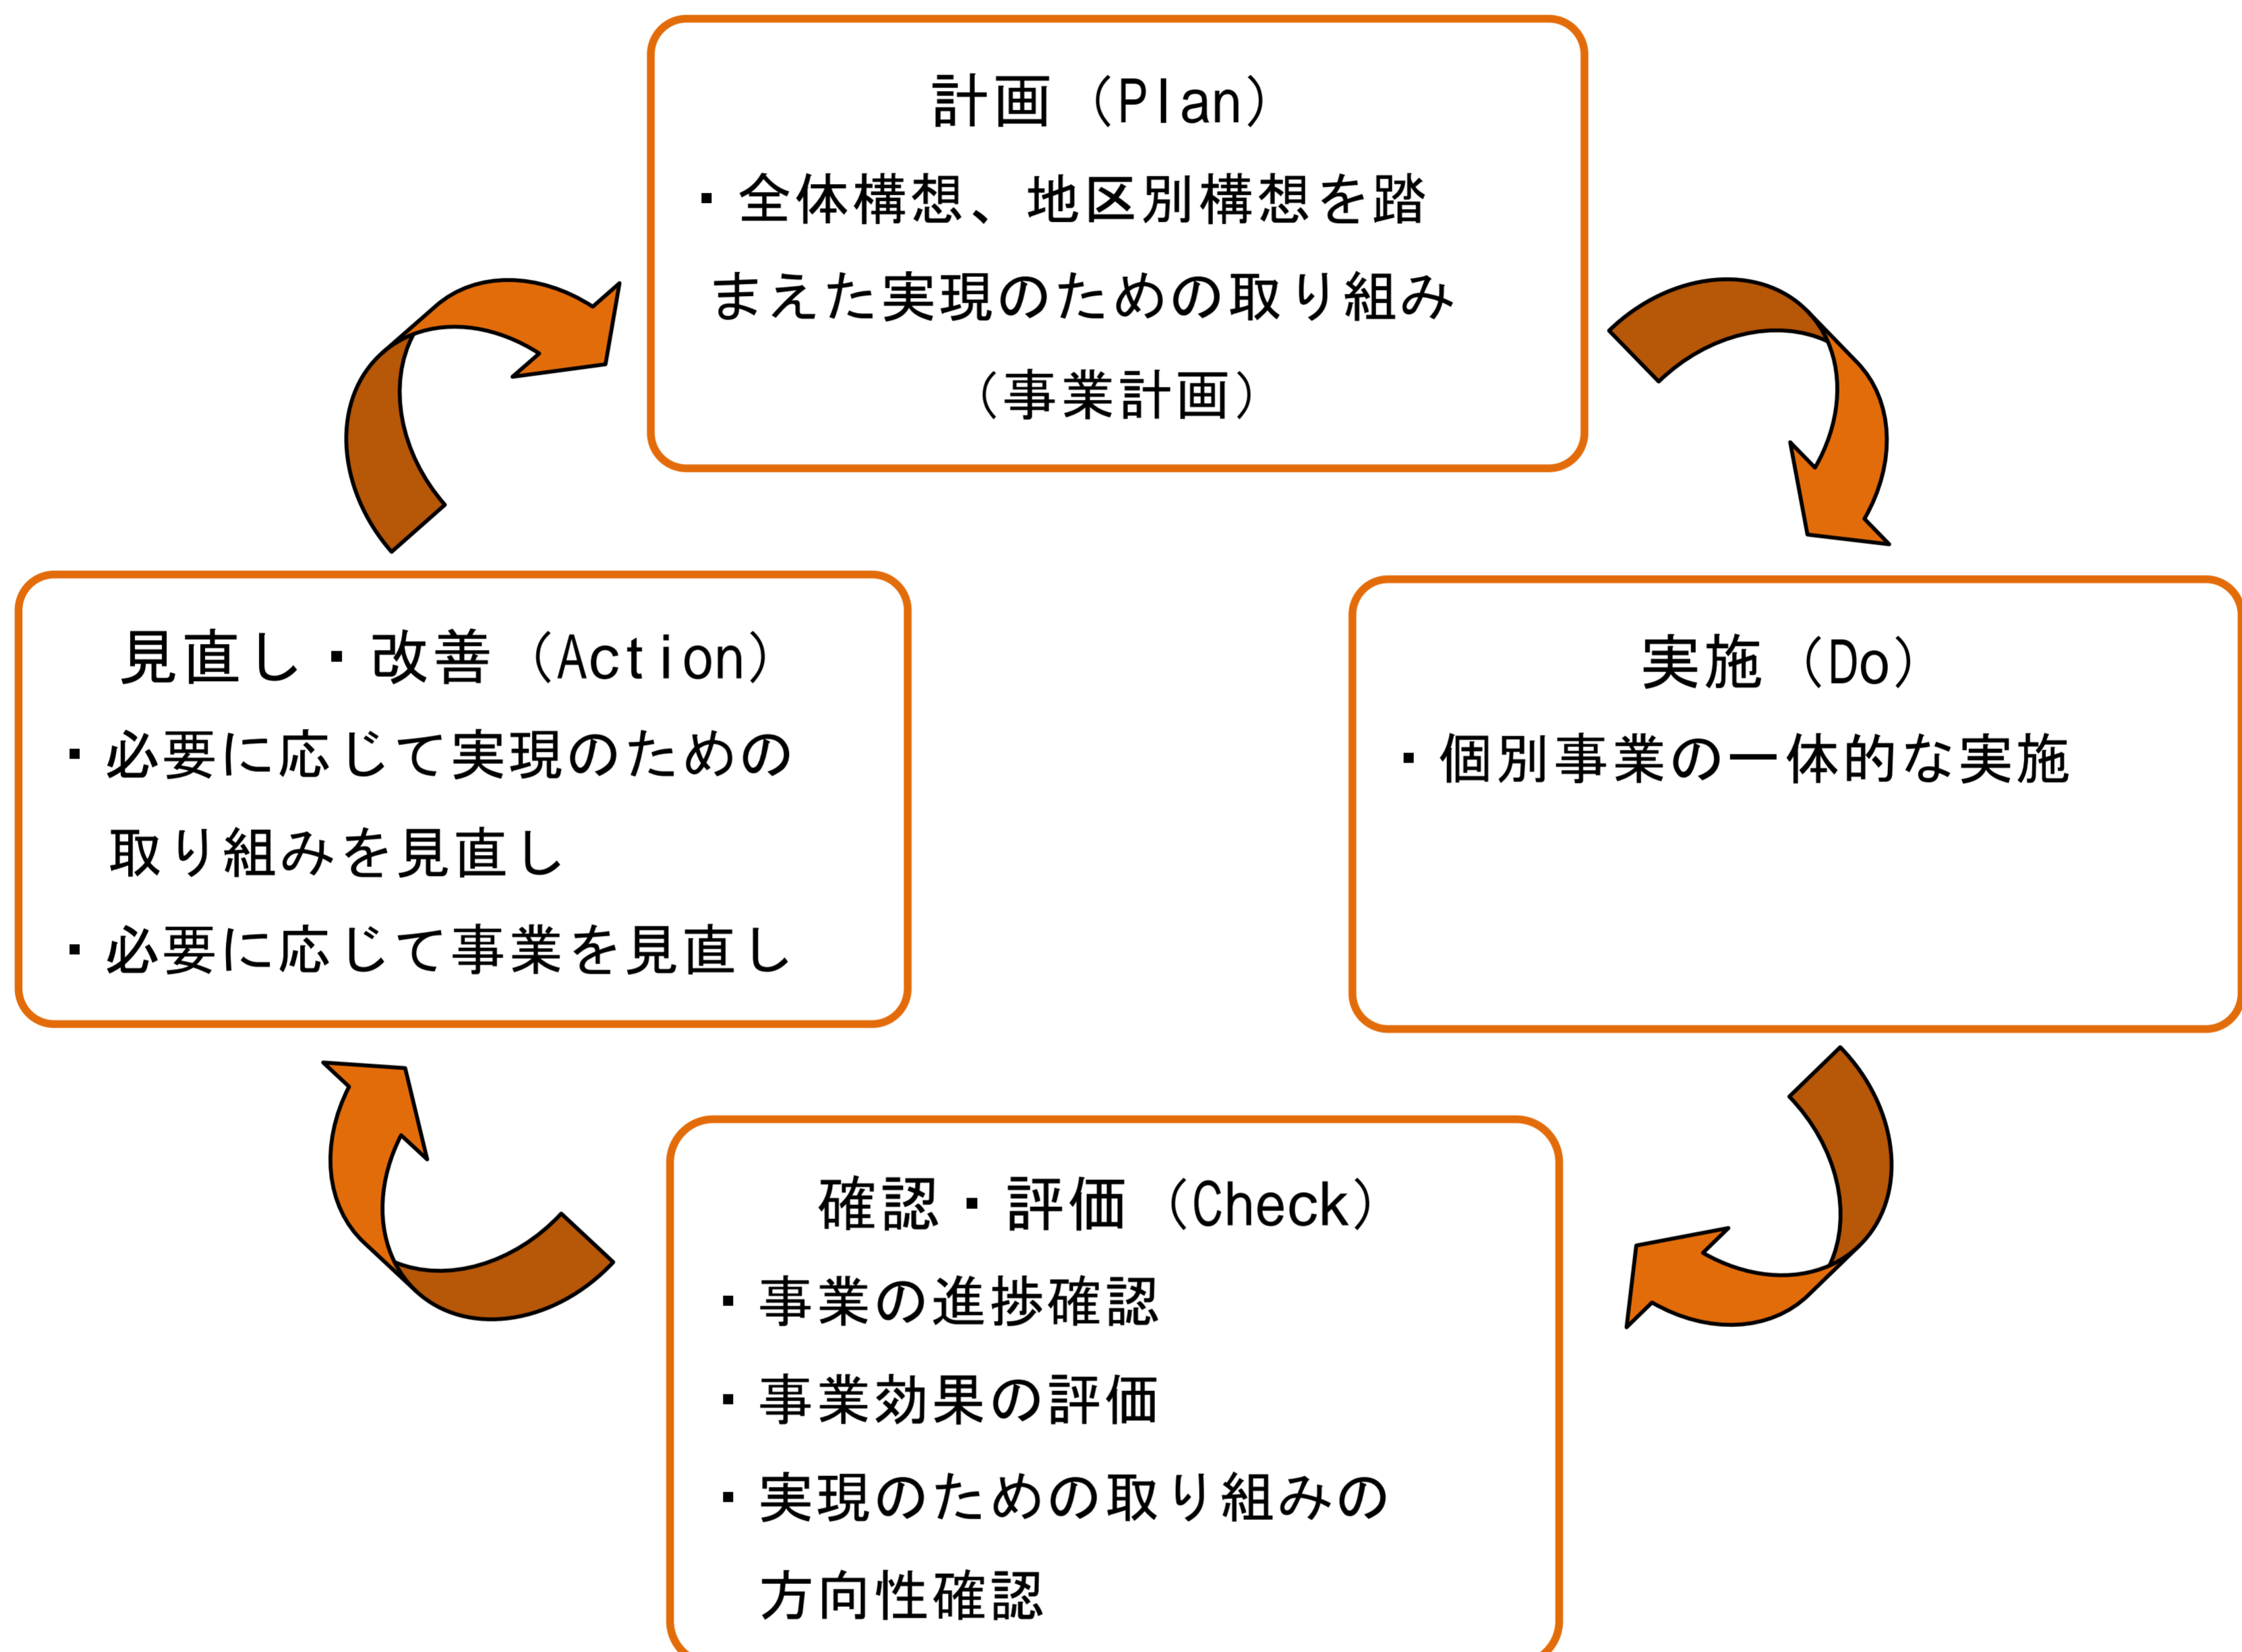 計画（Plan）
・全体構想、地区別構想を踏
まえた実現のための取り組み
（事業計画）
見直し・改善（Action）
・必要に応じて実現のための
取り組みを見直し
・必要に応じて事業を見直し
実施（Do）
・個別事業の一体的な実施
確認・評価（Check）
・事業の進捗確認
・事業効果の評価
・実現のための取り組みの
方向性確認